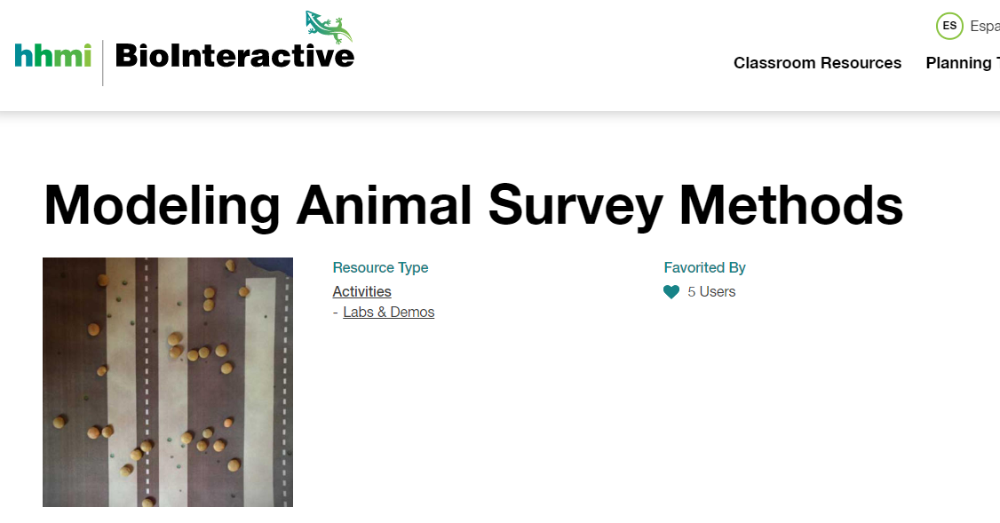 hhmi BioInteractive
ES Espa
Classroom Resources Planning T
Modeling Animal Survey Methods
Resource Type
Activities
- Labs & Demos
Favorited By
5 Users